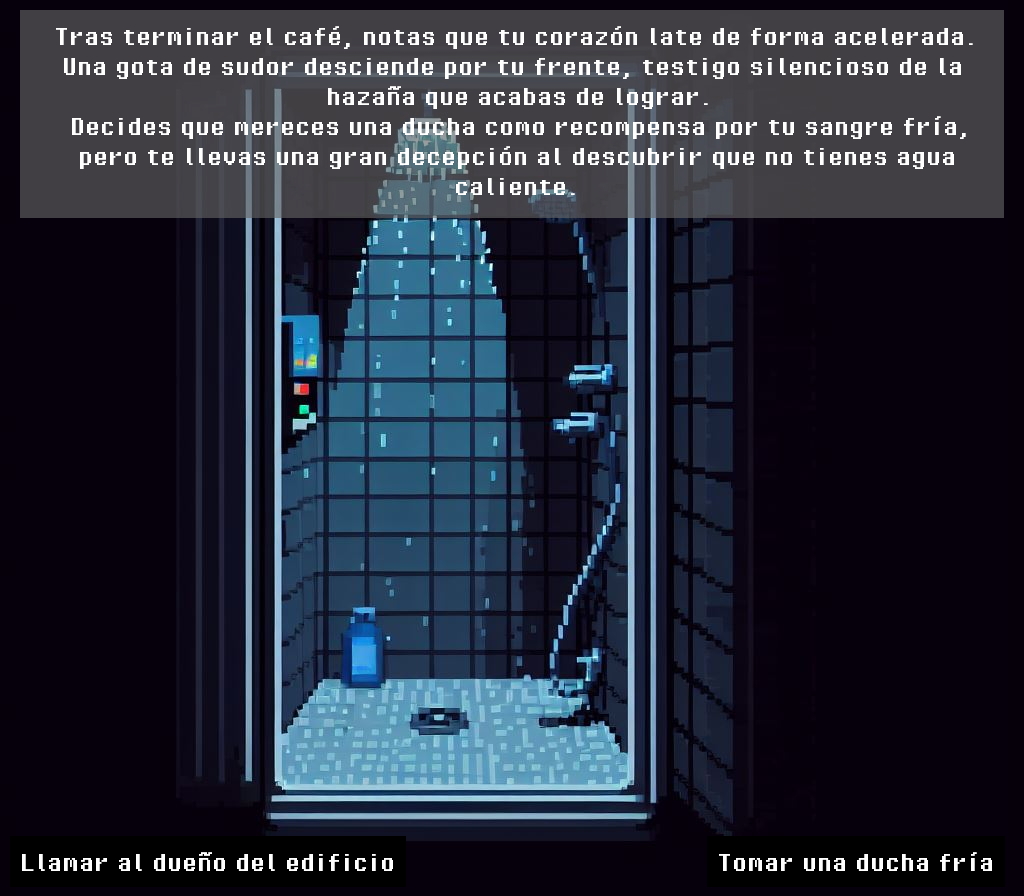 Tras terminar el café, notas que tu corazón late de forma acelerada.
Una gota de sudor desciende por tu frente, testigo silencioso de la
hazaña que acabas de lograr.
Decides que mereces una ducha como recompensa por tu sangre fría,
pero te llevas una gran decepción al descubrir que no tienes agua
caliente.
Llamar al dueño del edificio
Tomar una ducha fría